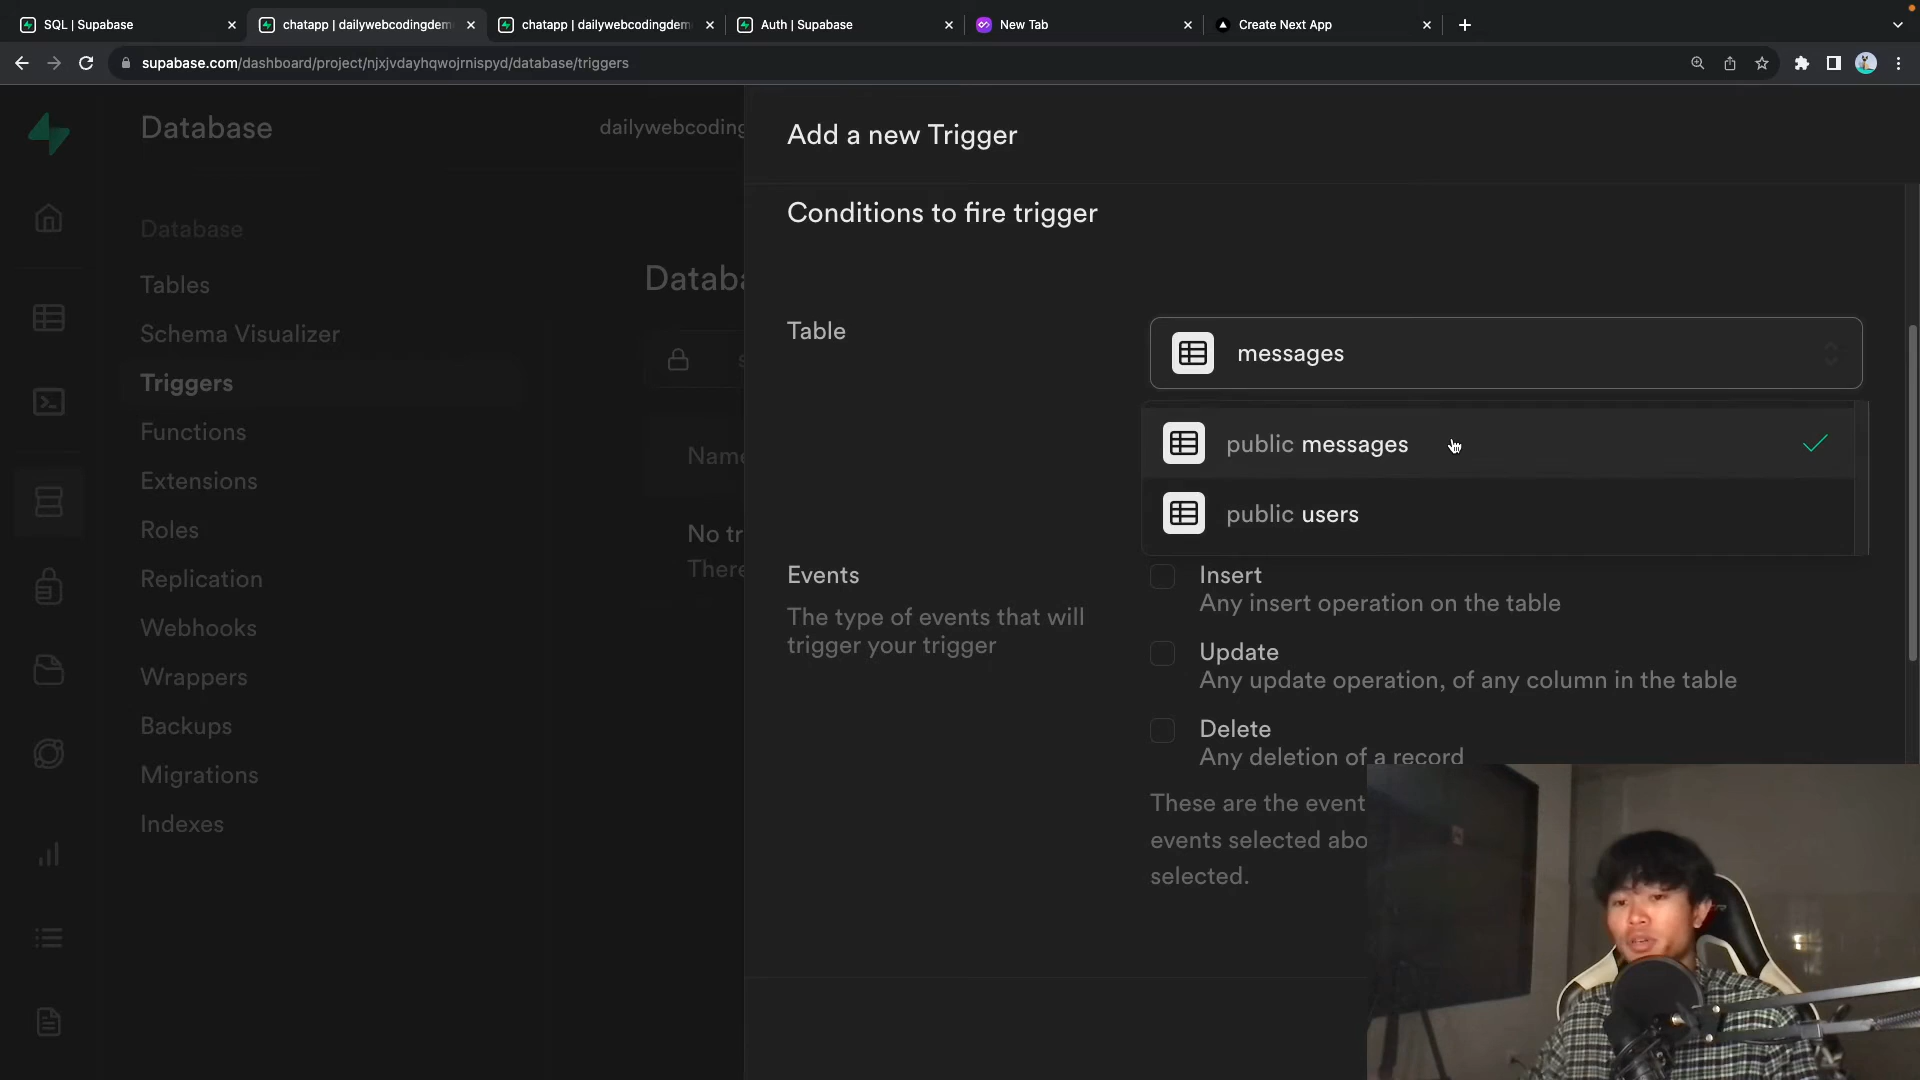 SQL | Supabase
chatapp | dailywebcodingdem
chatapp | dailywebcodingdem
Auth | Supabase
New Tab
Create Next App
supabase.com/dashboard/project/njxjvdayhqwojrnispyd/database/triggers
Database
dailywebcoding
Add a new Trigger
Database
Tables
Schema Visualizer
Triggers
Functions
Extensions
Roles
Replication
Webhooks
Wrappers
Backups
Migrations
Indexes
Databa
Name
No tr
There
Conditions to fire trigger
Table
messages
public messages
public users
Events
The type of events that will
trigger your trigger
Insert
Any insert operation on the table
Update
Any update operation, of any column in the table
Delete
Any deletion of a record
These are the event
events selected abo
selected.